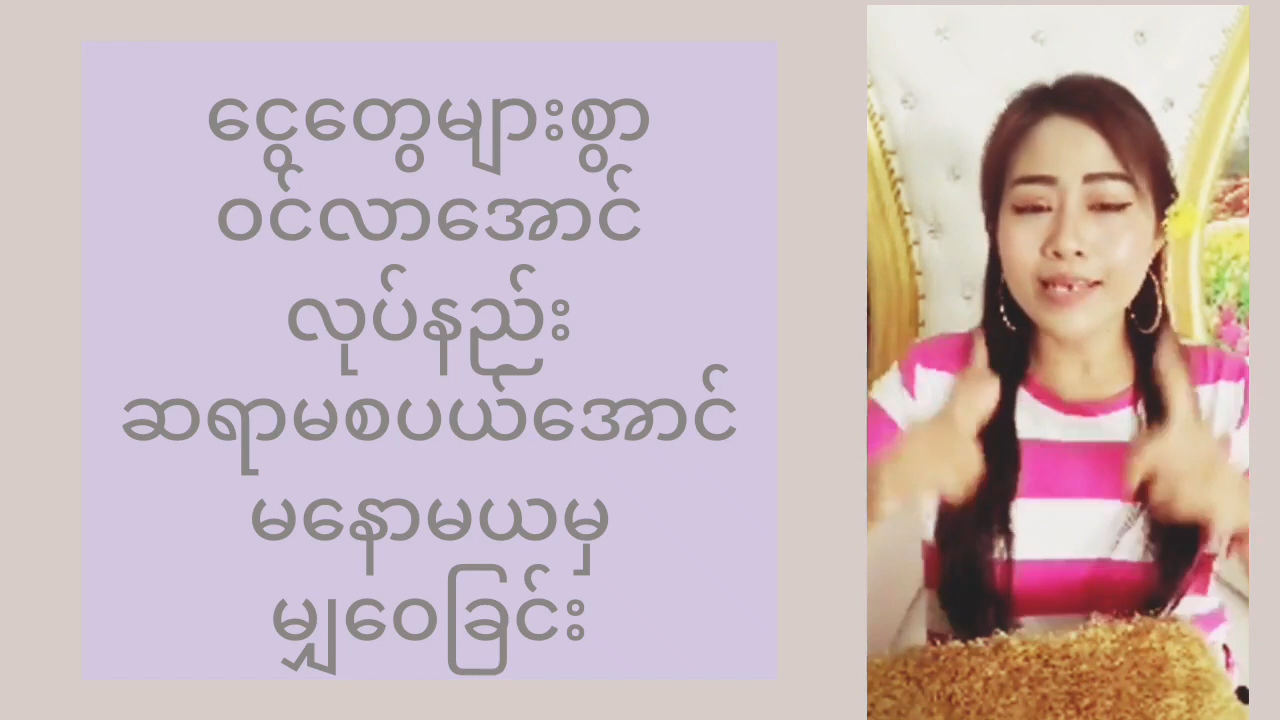 ငွေတွေများစွာ
ဝင်လာအောင်
လုပ်နည်း
ဆရာမစပယ်အောင်
မနောမယမှ
မျှဝေခြင်း